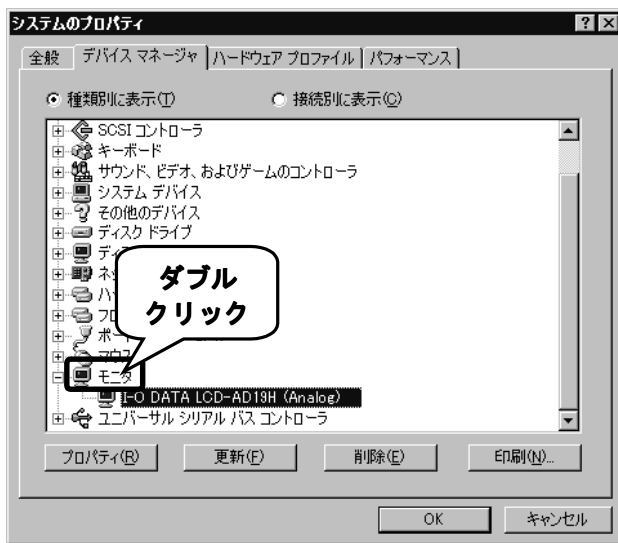 システムのプロパティ
全般 デバイス マネージャ ハードウェア プロファイル パフォーマンス
種類別に表示(T) 接続別に表示(C)
SCSI コントローラ
キーボード
サウンド、ビデオ、およびゲームのコントローラ
システム デバイス
その他のデバイス
ディスク ドライブ
ダブル
クリック
モニタ
I-O DATA LCD-AD19H (Analog)
ユニバーサル シリアル バス コントローラ
プロパティ(R) 更新(F) 削除(E) 印刷(N)...
OK キャンセル